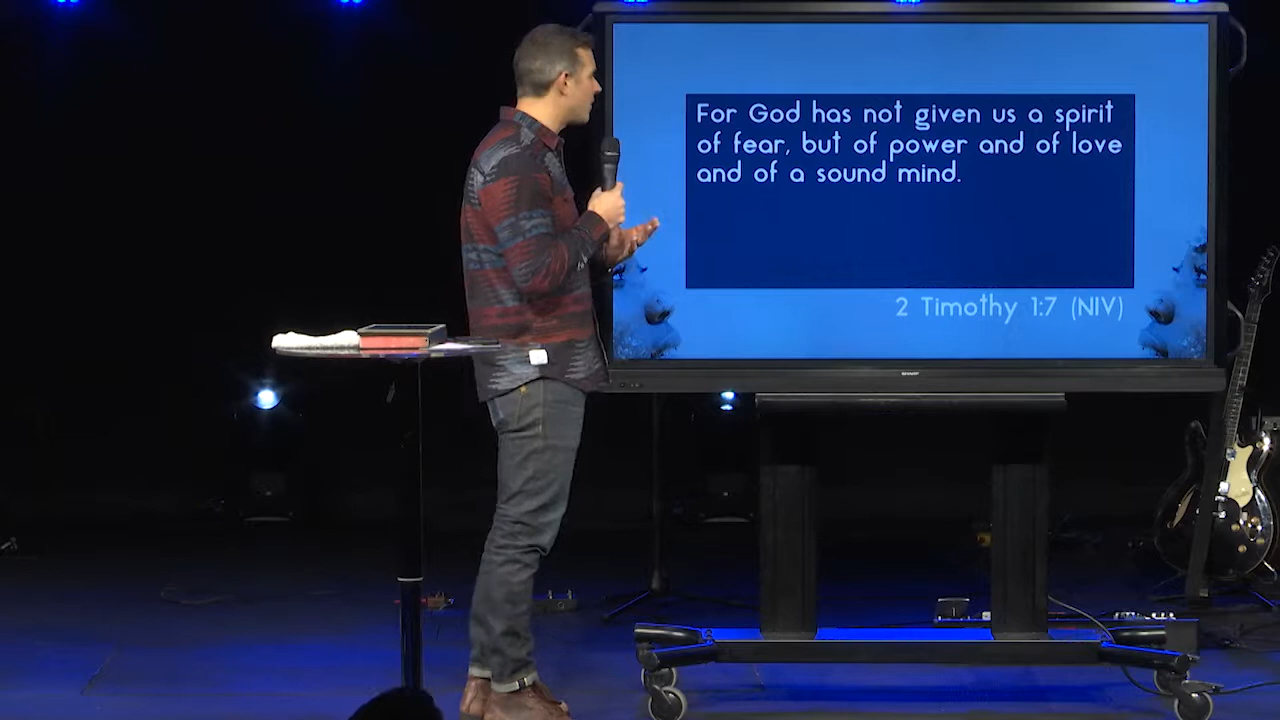 For God has not given us a spirit
of fear, but of power and of love
and of a sound mind.
2 Timothy 1:7 (NIV)
SHARP